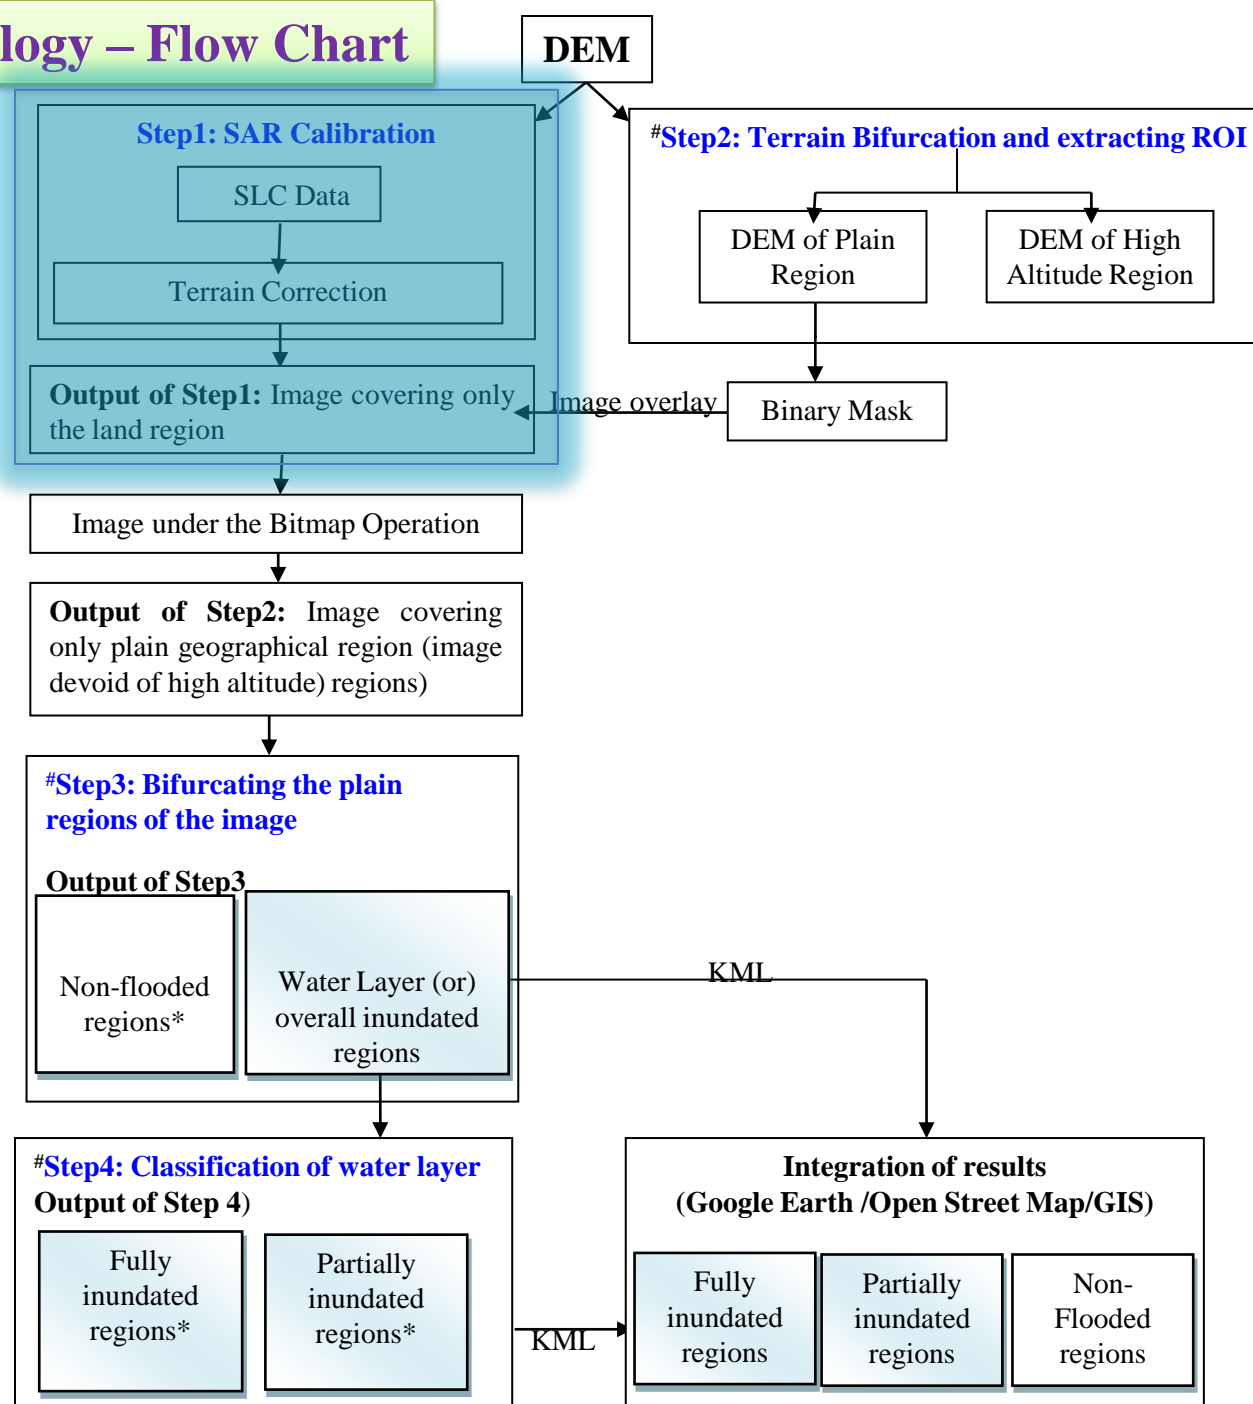 logy – Flow Chart
DEM
Step1: SAR Calibration
SLC Data
Terrain Correction
Output of Step1: Image covering only
the land region
#Step2: Terrain Bifurcation and extracting ROI
DEM of Plain
Region
DEM of High
Altitude Region
Image overlay
Binary Mask
Image under the Bitmap Operation
Output of Step2: Image covering
only plain geographical region (image
devoid of high altitude) regions)
#Step3: Bifurcating the plain
regions of the image
Output of Step3
Non-flooded
regions*
Water Layer (or)
overall inundated
regions
KML
#Step4: Classification of water layer
Output of Step 4)
Fully
inundated
regions*
Partially
inundated
regions*
KML
Integration of results
(Google Earth /Open Street Map/GIS)
Fully
inundated
regions
Partially
inundated
regions
Non-
Flooded
regions